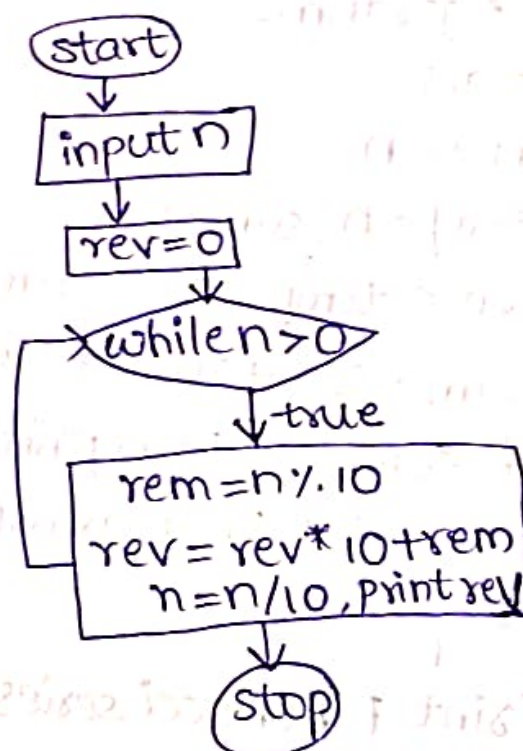 start
input n
rev=0
while n>0
true
rem=n%10
rev=rev*10+rem
n=n/10, print rev
stop